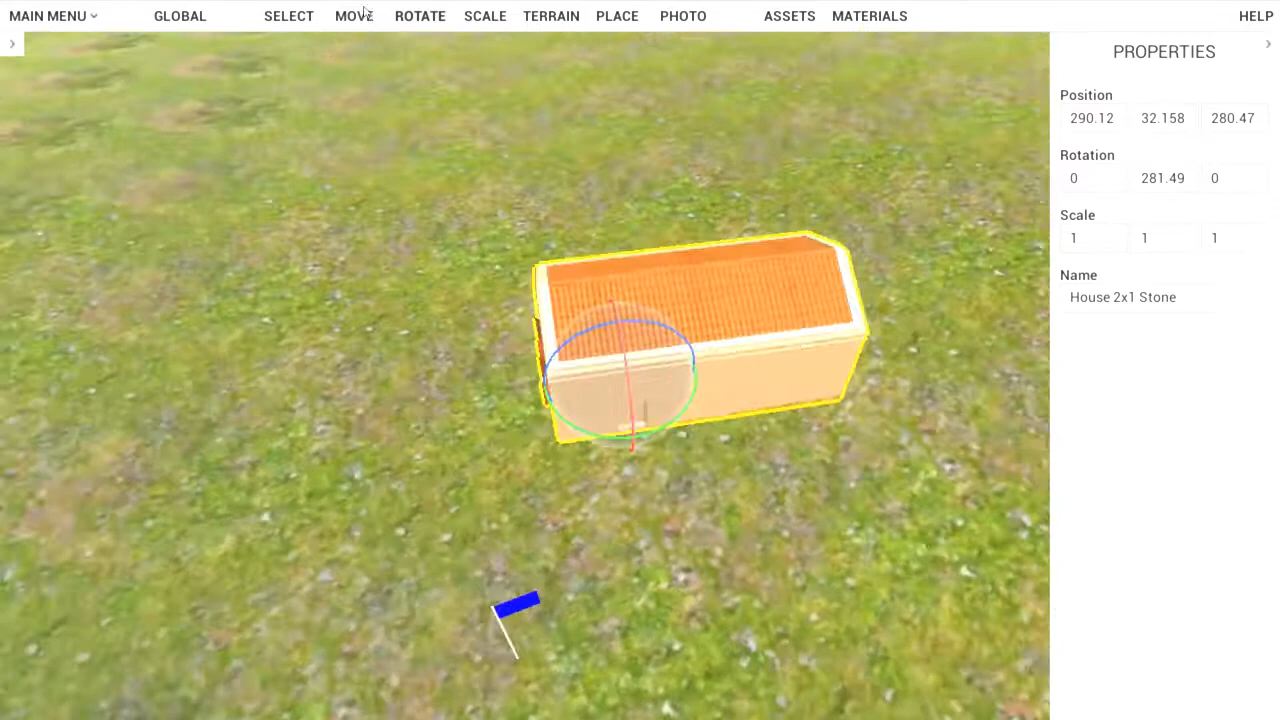 MAIN MENU GLOBAL SELECT MOVE ROTATE SCALE TERRAIN PLACE PHOTO ASSETS MATERIALS HELP
PROPERTIES
Position
290.12 32.158 280.47
Rotation
0 281.49 0
Scale
1 1 1
Name
House 2x1 Stone